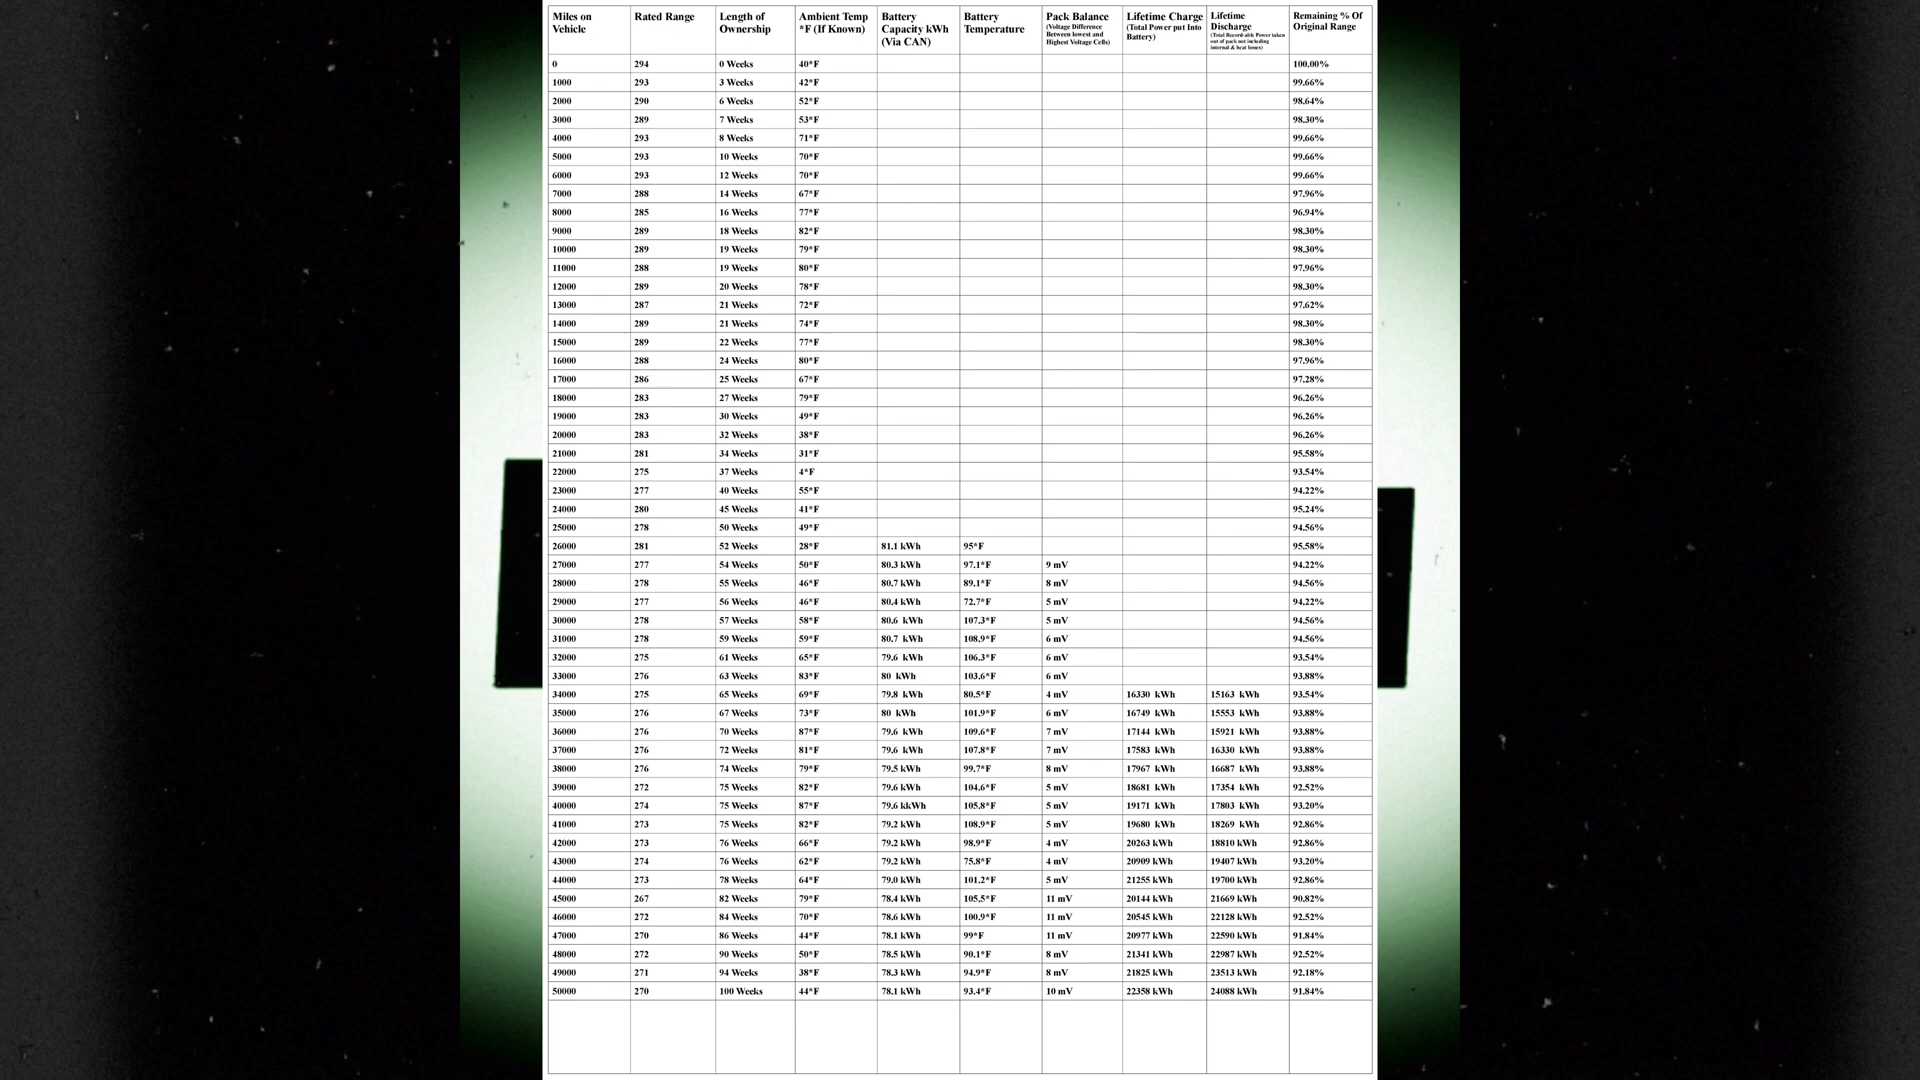 Miles on Vehicle Rated Range Length of Ownership Ambient Temp *F (If Known) Battery Capacity kWh (Via CAN) Battery Temperature Pack Balance (Voltage Difference Between lowest and Highest Voltage Cells) Lifetime Charge (Total Power put Into Battery) Lifetime Discharge (Total Record-able Power taken out of pack not including internal & heat losses) Remaining % Of Original Range
0 294 0 Weeks 40*F 100.00%
1000 293 3 Weeks 42*F 99.66%
2000 290 6 Weeks 52*F 98.64%
3000 289 7 Weeks 53*F 98.30%
4000 293 8 Weeks 71*F 99.66%
5000 293 10 Weeks 70*F 99.66%
6000 293 12 Weeks 70*F 99.66%
7000 288 14 Weeks 67*F 97.96%
8000 285 16 Weeks 77*F 96.94%
9000 289 18 Weeks 82*F 98.30%
10000 289 19 Weeks 79*F 98.30%
11000 288 19 Weeks 80*F 97.96%
12000 289 20 Weeks 78*F 98.30%
13000 287 21 Weeks 72*F 97.62%
14000 289 21 Weeks 74*F 98.30%
15000 289 22 Weeks 77*F 98.30%
16000 288 24 Weeks 80*F 97.96%
17000 286 25 Weeks 67*F 97.28%
18000 283 27 Weeks 79*F 96.26%
19000 283 30 Weeks 49*F 96.26%
20000 283 32 Weeks 38*F 96.26%
21000 281 34 Weeks 31*F 95.58%
22000 275 37 Weeks 4*F 93.54%
23000 277 40 Weeks 55*F 94.22%
24000 280 45 Weeks 41*F 95.24%
25000 278 50 Weeks 49*F 94.56%
26000 281 52 Weeks 28*F 81.1 kWh 95*F 95.58%
27000 277 54 Weeks 50*F 80.3 kWh 97.1*F 9 mV 94.22%
28000 278 55 Weeks 46*F 80.7 kWh 89.1*F 8 mV 94.56%
29000 277 56 Weeks 46*F 80.4 kWh 72.7*F 5 mV 94.22%
30000 278 57 Weeks 58*F 80.6 kWh 107.3*F 5 mV 94.56%
31000 278 59 Weeks 59*F 80.7 kWh 108.9*F 6 mV 94.56%
32000 275 61 Weeks 65*F 79.6 kWh 106.3*F 6 mV 93.54%
33000 276 63 Weeks 83*F 80 kWh 103.6*F 6 mV 93.88%
34000 275 65 Weeks 69*F 79.8 kWh 80.5*F 4 mV 16330 kWh 15163 kWh 93.54%
35000 276 67 Weeks 73*F 80 kWh 101.9*F 6 mV 16749 kWh 15553 kWh 93.88%
36000 276 70 Weeks 87*F 79.6 kWh 109.6*F 7 mV 17144 kWh 15921 kWh 93.88%
37000 276 72 Weeks 81*F 79.6 kWh 107.8*F 7 mV 17583 kWh 16330 kWh 93.88%
38000 276 74 Weeks 79*F 79.5 kWh 99.7*F 8 mV 17967 kWh 16687 kWh 93.88%
39000 272 75 Weeks 82*F 79.6 kWh 104.6*F 5 mV 18681 kWh 17354 kWh 92.52%
40000 274 75 Weeks 87*F 79.6 kkWh 105.8*F 5 mV 19171 kWh 17803 kWh 93.20%
41000 273 75 Weeks 82*F 79.2 kWh 108.9*F 5 mV 19680 kWh 18269 kWh 92.86%
42000 273 76 Weeks 66*F 79.2 kWh 98.9*F 4 mV 20263 kWh 18810 kWh 92.86%
43000 274 76 Weeks 62*F 79.2 kWh 75.8*F 4 mV 20909 kWh 19407 kWh 93.20%
44000 273 78 Weeks 64*F 79.0 kWh 101.2*F 5 mV 21255 kWh 19700 kWh 92.86%
45000 267 82 Weeks 79*F 78.4 kWh 105.5*F 11 mV 20144 kWh 21669 kWh 90.82%
46000 272 84 Weeks 70*F 78.6 kWh 100.9*F 11 mV 20545 kWh 22128 kWh 92.52%
47000 270 86 Weeks 44*F 78.1 kWh 99*F 11 mV 20977 kWh 22590 kWh 91.84%
48000 272 90 Weeks 50*F 78.5 kWh 90.1*F 8 mV 21341 kWh 22987 kWh 92.52%
49000 271 94 Weeks 38*F 78.3 kWh 94.9*F 8 mV 21825 kWh 23513 kWh 92.18%
50000 270 100 Weeks 44*F 78.1 kWh 93.4*F 10 mV 22358 kWh 24088 kWh 91.84%